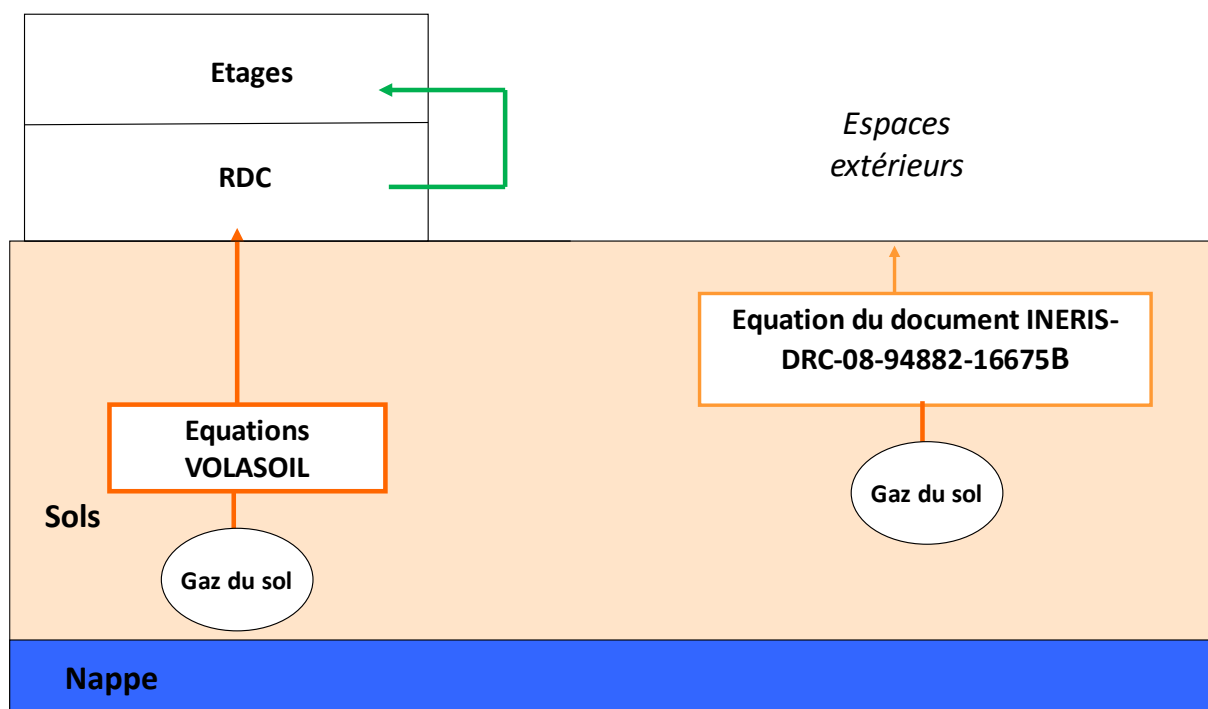 Etages
RDC
Espaces
extérieurs
Equation du document INERIS-
DRC-08-94882-16675B
Equations
VOLASOIL
Gaz du sol
Sols
Gaz du sol
Nappe